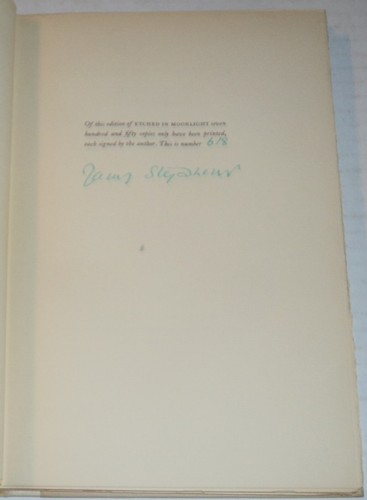 Of this edition of ETCHED IN MOONLIGHT seven
hundred and fifty copies only have been printed,
each signed by the author. This is number 618
James Stephens